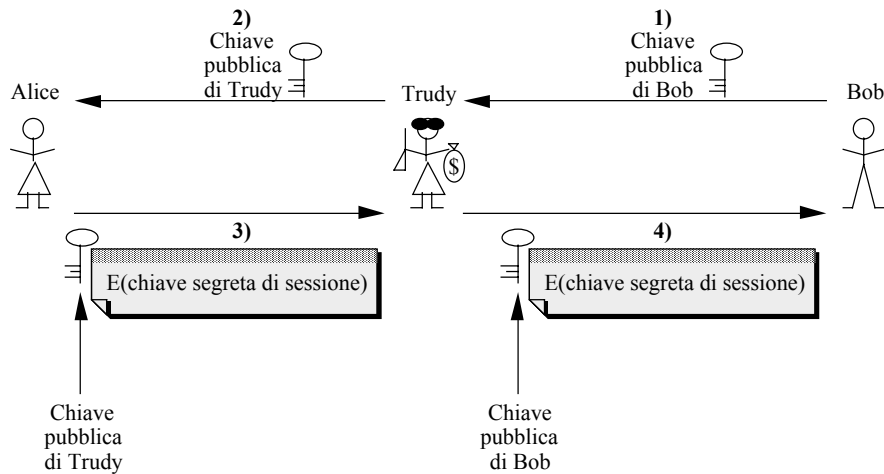 2)
Chiave
pubblica
di Trudy
1)
Chiave
pubblica
di Bob
Alice
Trudy
Bob
$
3)
E(chiave segreta di sessione)
4)
E(chiave segreta di sessione)
Chiave
pubblica
di Trudy
Chiave
pubblica
di Bob